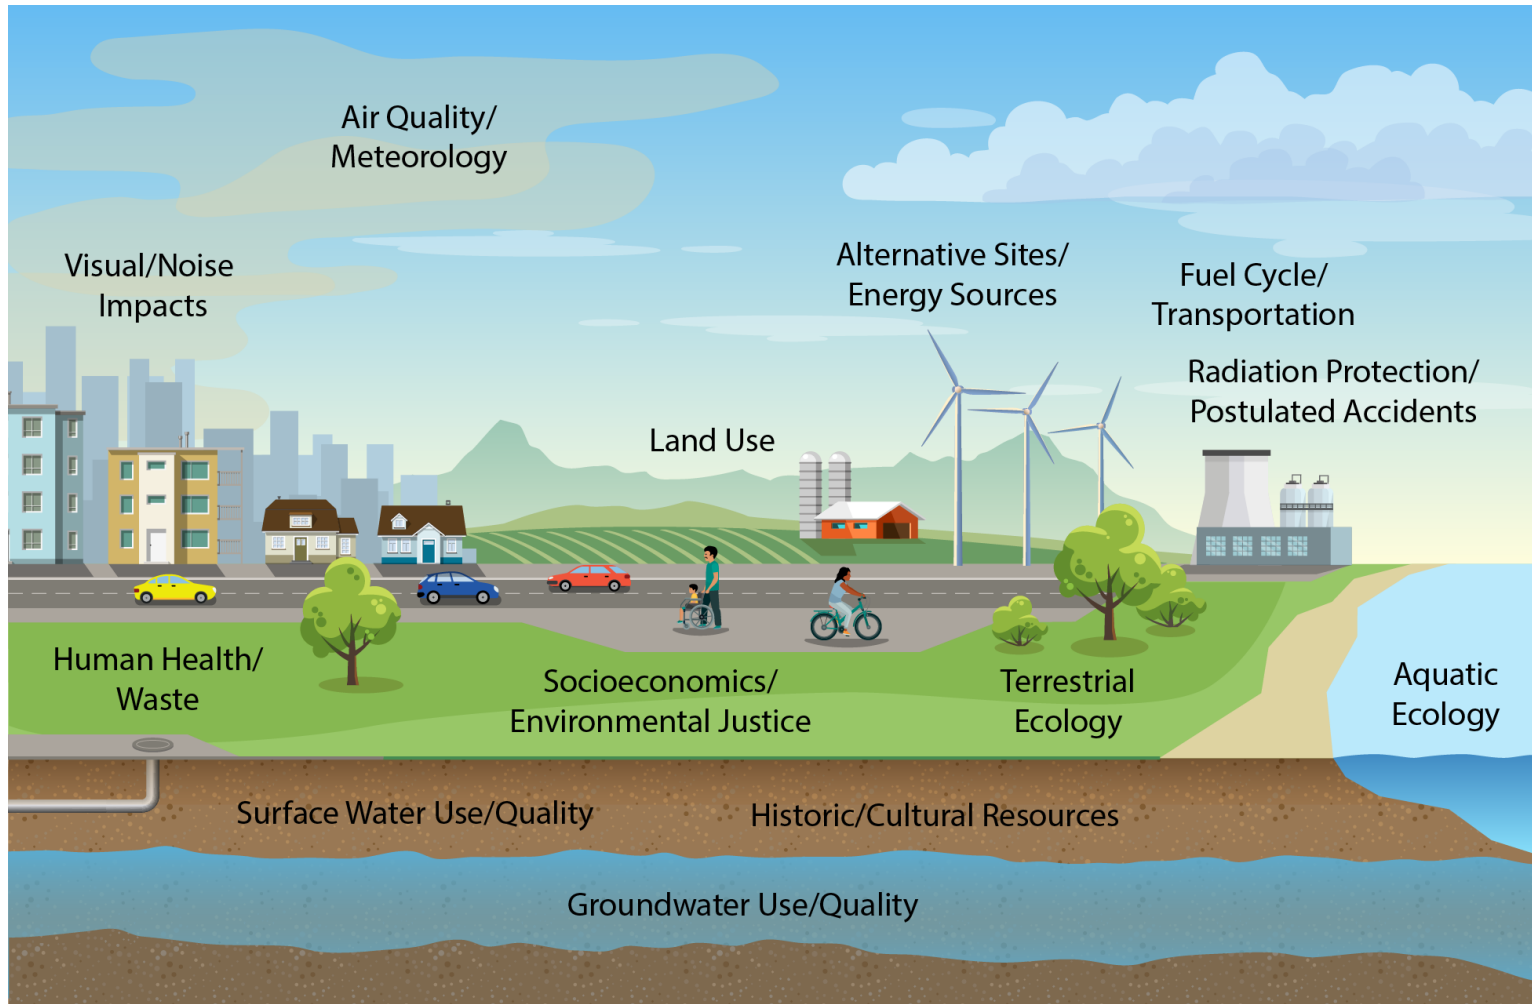 Air Quality/
Meteorology
Visual/Noise
Impacts
Alternative Sites/
Energy Sources
Fuel Cycle/
Transportation
Radiation Protection/
Postulated Accidents
Land Use
Human Health/
Waste
Socioeconomics/
Environmental Justice
Terrestrial
Ecology
Aquatic
Ecology
Surface Water Use/Quality
Historic/Cultural Resources
Groundwater Use/Quality